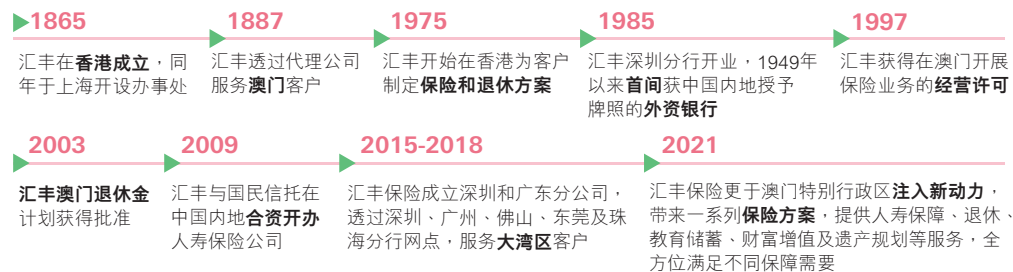 1865
汇丰在香港成立，同
年于上海开设办事处
1887
汇丰透过代理公司
服务澳门客户
1975
汇丰开始在香港为客户
制定保险和退休方案
1985
汇丰深圳分行开业，1949年
以来首间获中国内地授予
牌照的外资银行
1997
汇丰获得在澳门开展
保险业务的经营许可
2003
汇丰澳门退休金
计划获得批准
2009
汇丰与国民信托在
中国内地合资开办
人寿保险公司
2015-2018
汇丰保险成立深圳和广东分公司，
透过深圳、广州、佛山、东莞及珠
海分行网点，服务大湾区客户
2021
汇丰保险更于澳门特别行政区注入新动力，
带来一系列保险方案，提供人寿保障、退休、
教育储蓄、财富增值及遗产规划等服务，全
方位满足不同保障需要